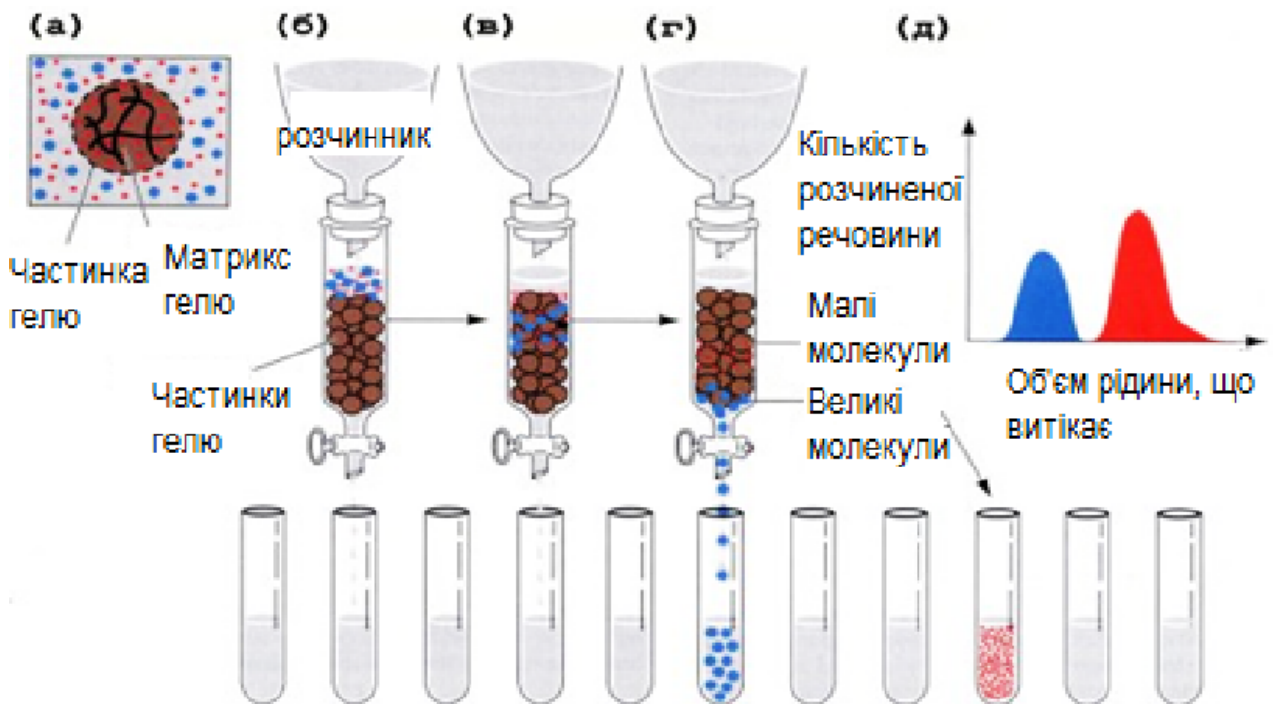 (а)
(б)
(в)
(г)
(д)
розчинник
Кількість
розчиненої
речовини
Частинка
гелю
Матрикс
гелю
Малі
молекули
Частинки
гелю
Великі
молекули
Об'єм рідини, що
витікає